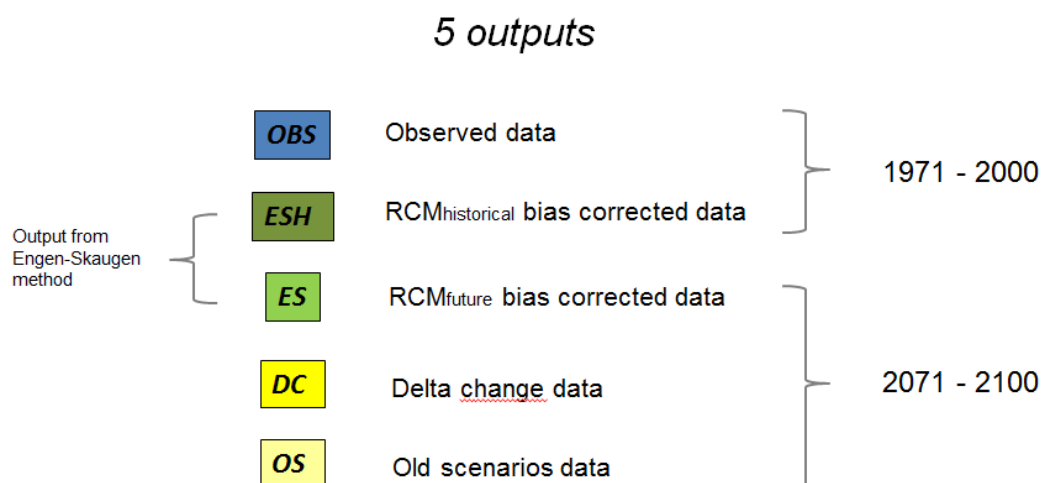 5 outputs
OBS Observed data
1971 - 2000
ESH RCMhistorical bias corrected data
Output from
Engen-Skaugen
method
ES RCMfuture bias corrected data
DC Delta change data
2071 - 2100
OS Old scenarios data